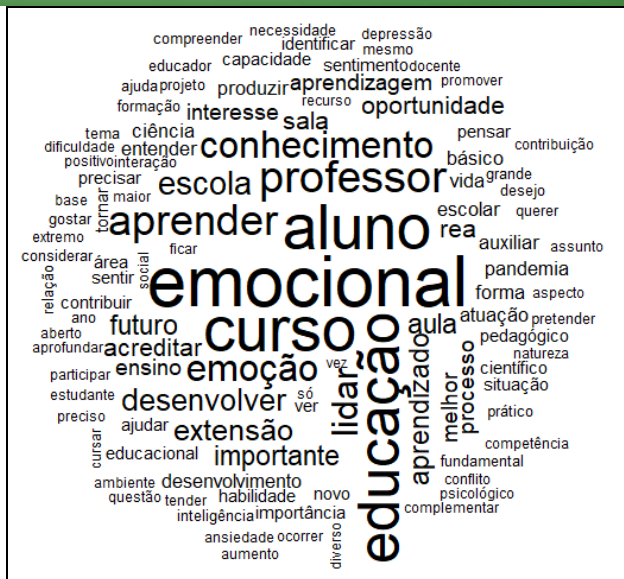 necessidade depressão
compreender identificar mesmo
educador capacidade sentimento docente
ajuda projeto produzir aprendizagem promover
formação interesse recurso oportunidade
tema ciência sala pensar contribuição
dificuldade entender conhecimento básico
positivo interação professor vida grande
precisar escola desejo
base tornar maior aprender aluno escolar querer
gostar rea
extremo auxiliar assunto
considerar área social ficar
relação sentir emocional pandemia
contribuir forma aspecto
ano futuro curso aula atuação pretender
aberto pedagógico
aprofundar acreditar natureza
ensino emoção vez educação lidar aprendizado melhor processo científico
participar situação
estudante desenvolver só
preciso ver prático
cursar ajudar extensão
educacional importante competência
fundamental
ambiente desenvolvimento conflito
questão tender habilidade novo psicológico
complementar
inteligência importância
ansiedade ocorrer diverso
aumento